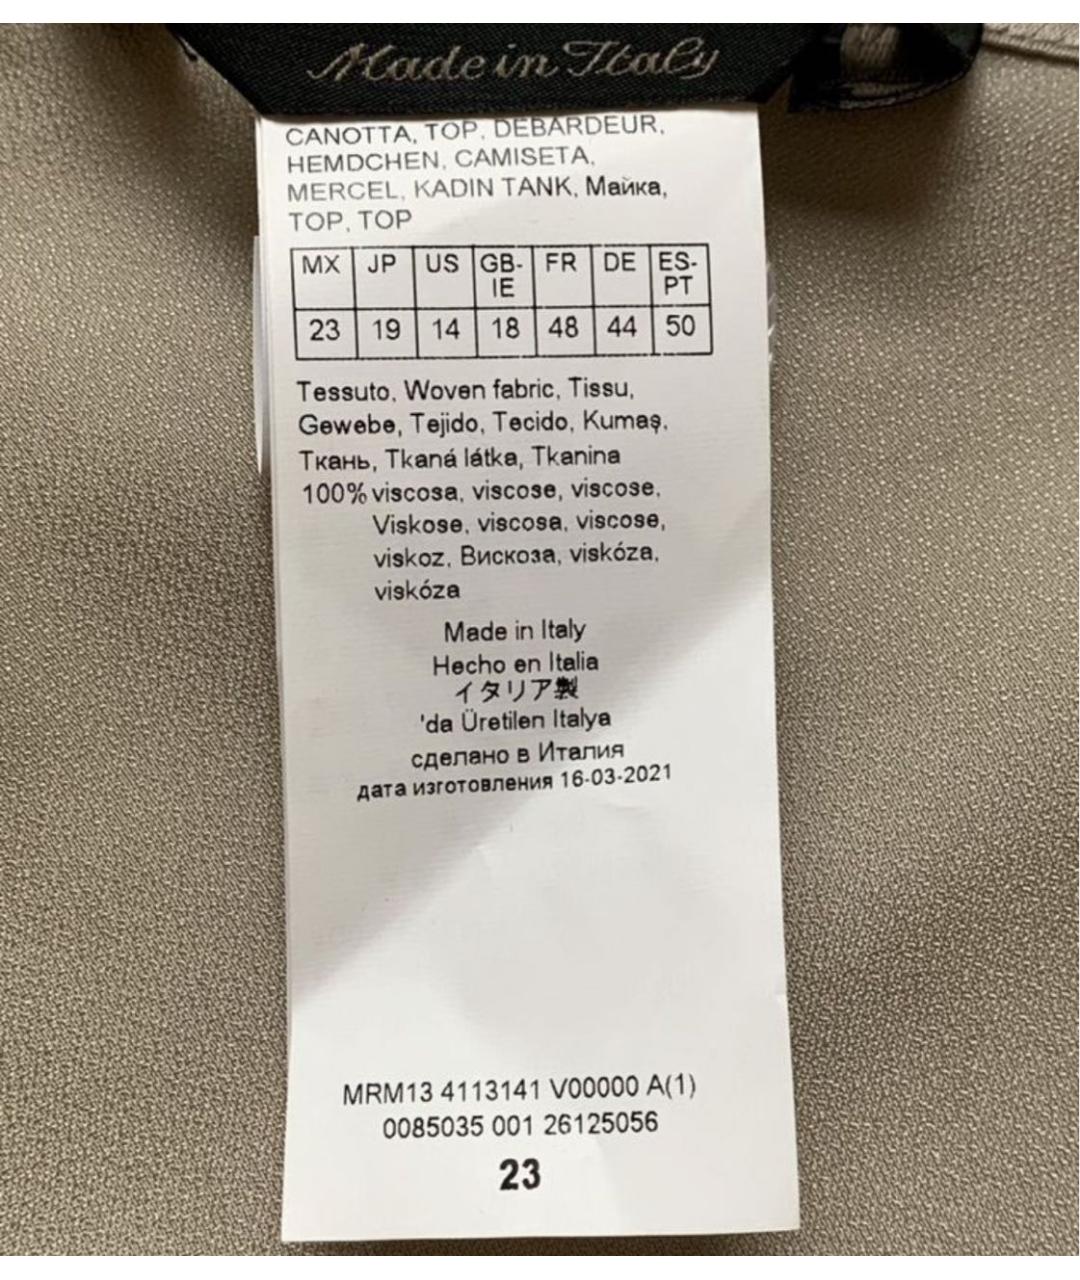 Made in Italy
CANOTTA, TOP, DEBARDEUR,
HEMDCHEN, CAMISETA,
MERCEL, KADIN TANK, Майка,
TOP, TOP
MX JP US GB-IE FR DE ES-PT
23 19 14 18 48 44 50
Tessuto, Woven fabric, Tissu,
Gewebe, Tejido, Tecido, Kumaş,
Ткань, Tkaná látka, Tkanina
100% viscosa, viscose, viscose,
Viskose, viscosa, viscose,
viskoz, Вискоза, viskóza,
viskóza
Made in Italy
Hecho en Italia
イタリア製
'da Üretilen Italya
сделано в Италия
дата изготовления 16-03-2021
MRM13 4113141 V00000 A(1)
0085035 001 26125056
23